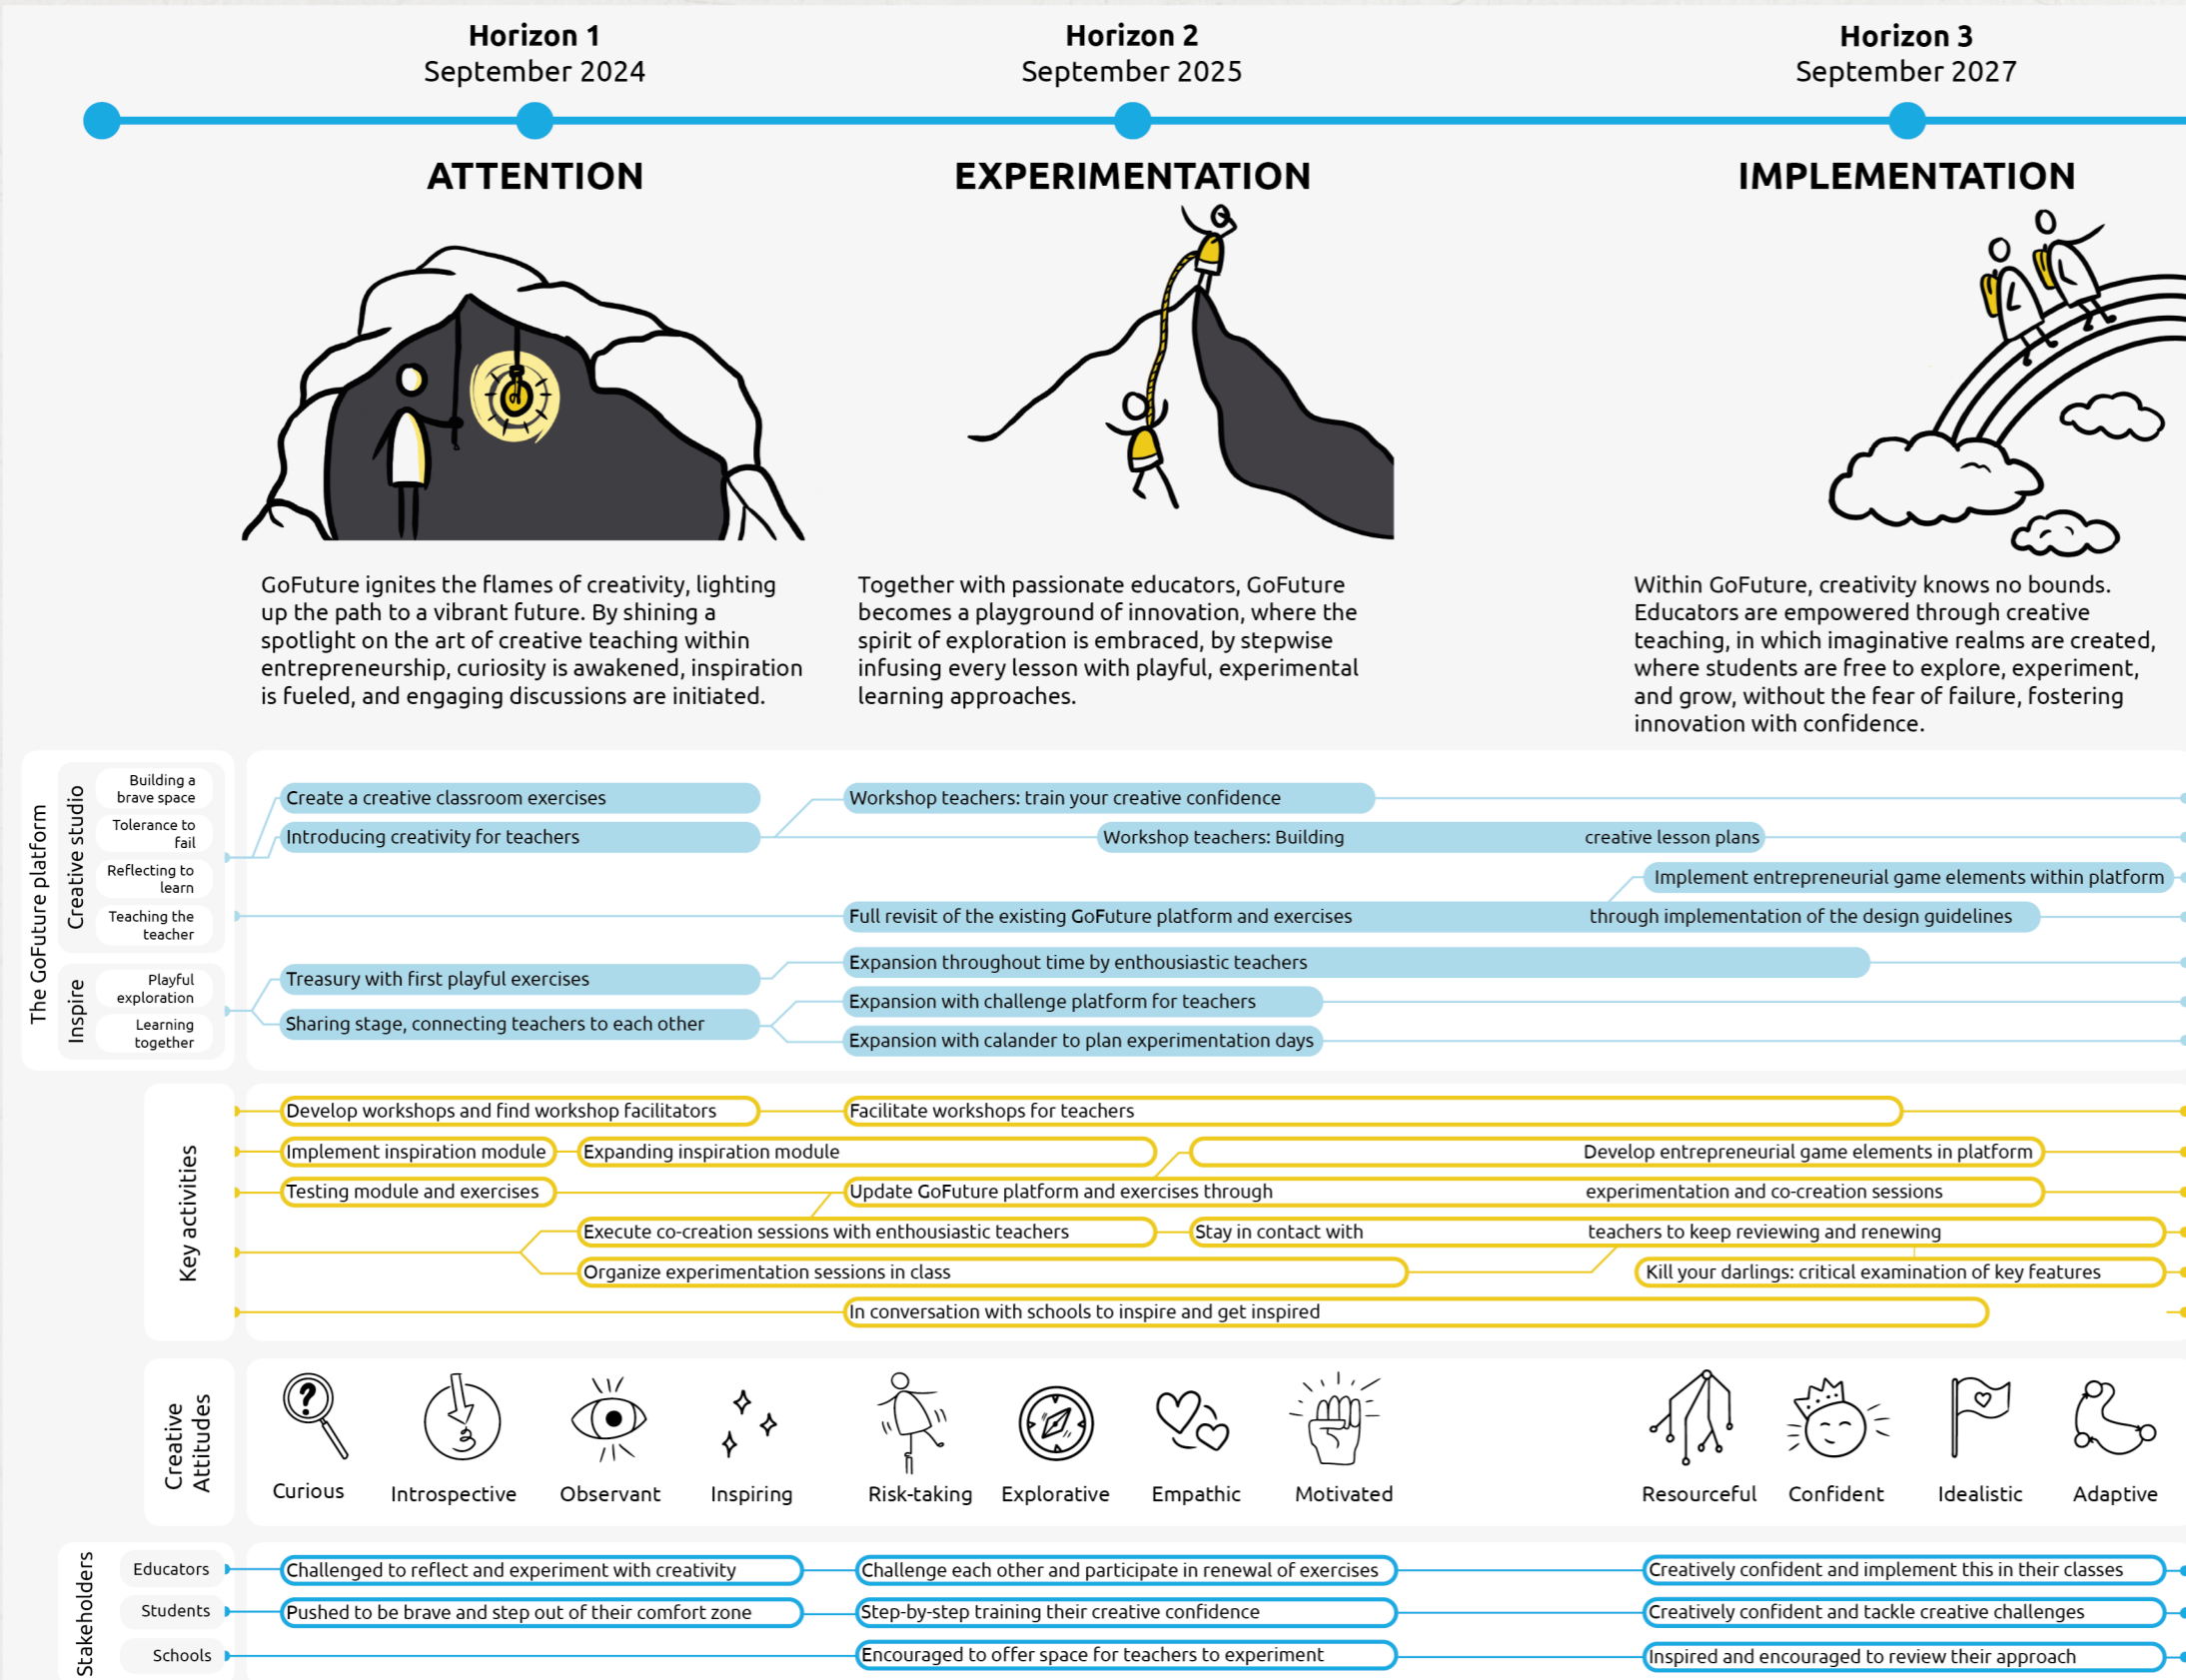 Horizon 1
September 2024
Horizon 2
September 2025
Horizon 3
September 2027
ATTENTION
EXPERIMENTATION
IMPLEMENTATION
GoFuture ignites the flames of creativity, lighting
up the path to a vibrant future. By shining a
spotlight on the art of creative teaching within
entrepreneurship, curiosity is awakened, inspiration
is fueled, and engaging discussions are initiated.
Together with passionate educators, GoFuture
becomes a playground of innovation, where the
spirit of exploration is embraced, by stepwise
infusing every lesson with playful, experimental
learning approaches.
Within GoFuture, creativity knows no bounds.
Educators are empowered through creative
teaching, in which imaginative realms are created,
where students are free to explore, experiment,
and grow, without the fear of failure, fostering
innovation with confidence.
The GoFuture platform
Creative studio
Building a
brave space
Tolerance to
fail
Reflecting to
learn
Teaching the
teacher
Inspire
Playful
exploration
Learning
together
Create a creative classroom exercises
Workshop teachers: train your creative confidence
Introducing creativity for teachers
Workshop teachers: Building creative lesson plans
Implement entrepreneurial game elements within platform
Full revisit of the existing GoFuture platform and exercises through implementation of the design guidelines
Treasury with first playful exercises
Expansion throughout time by enthousiastic teachers
Expansion with challenge platform for teachers
Sharing stage, connecting teachers to each other
Expansion with calander to plan experimentation days
Key activities
Develop workshops and find workshop facilitators
Facilitate workshops for teachers
Implement inspiration module
Expanding inspiration module
Develop entrepreneurial game elements in platform
Testing module and exercises
Update GoFuture platform and exercises through experimentation and co-creation sessions
Execute co-creation sessions with enthousiastic teachers
Stay in contact with teachers to keep reviewing and renewing
Organize experimentation sessions in class
Kill your darlings: critical examination of key features
In conversation with schools to inspire and get inspired
Creative
Attitudes
?
Curious
Introspective
Observant
Inspiring
Risk-taking
Explorative
Empathic
Motivated
Resourceful
Confident
Idealistic
Adaptive
Stakeholders
Educators
Challenged to reflect and experiment with creativity
Challenge each other and participate in renewal of exercises
Creatively confident and implement this in their classes
Students
Pushed to be brave and step out of their comfort zone
Step-by-step training their creative confidence
Creatively confident and tackle creative challenges
Schools
Encouraged to offer space for teachers to experiment
Inspired and encouraged to review their approach